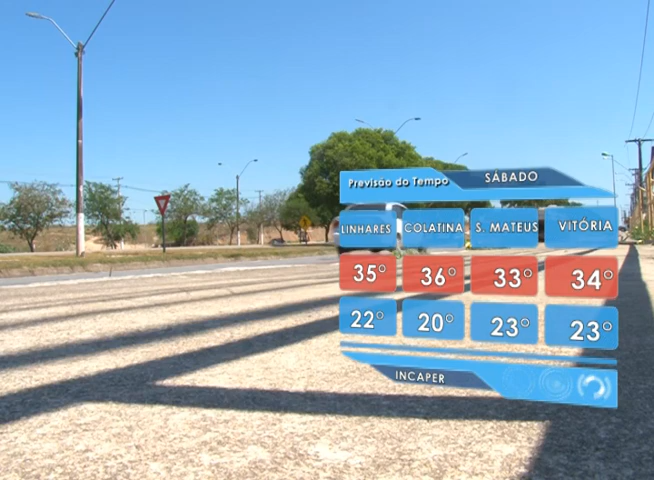 Previsão do Tempo SÁBADO
LINHARES COLATINA S. MATEUS VITÓRIA
35° 36° 33° 34°
22° 20° 23° 23°
INCAPER